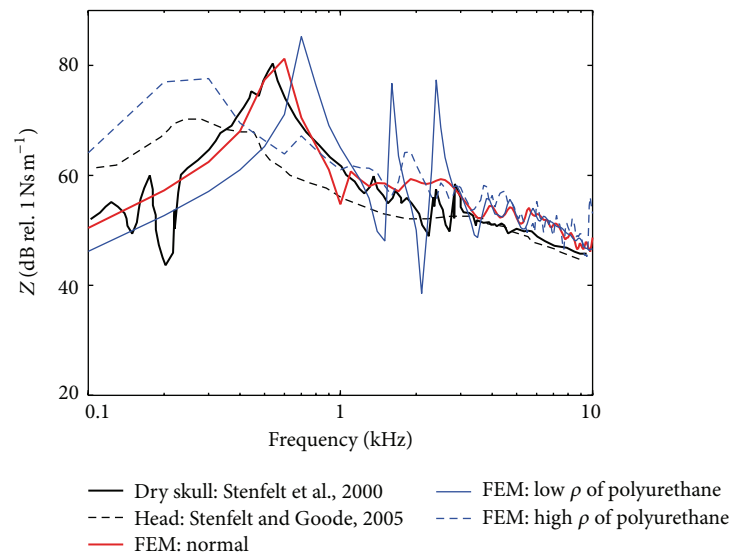 80
60
40
20
Z (dB rel. 1 Ns m⁻¹)
0.1
1
10
Frequency (kHz)
Dry skull: Stenfelt et al., 2000
Head: Stenfelt and Goode, 2005
FEM: normal
FEM: low ρ of polyurethane
FEM: high ρ of polyurethane